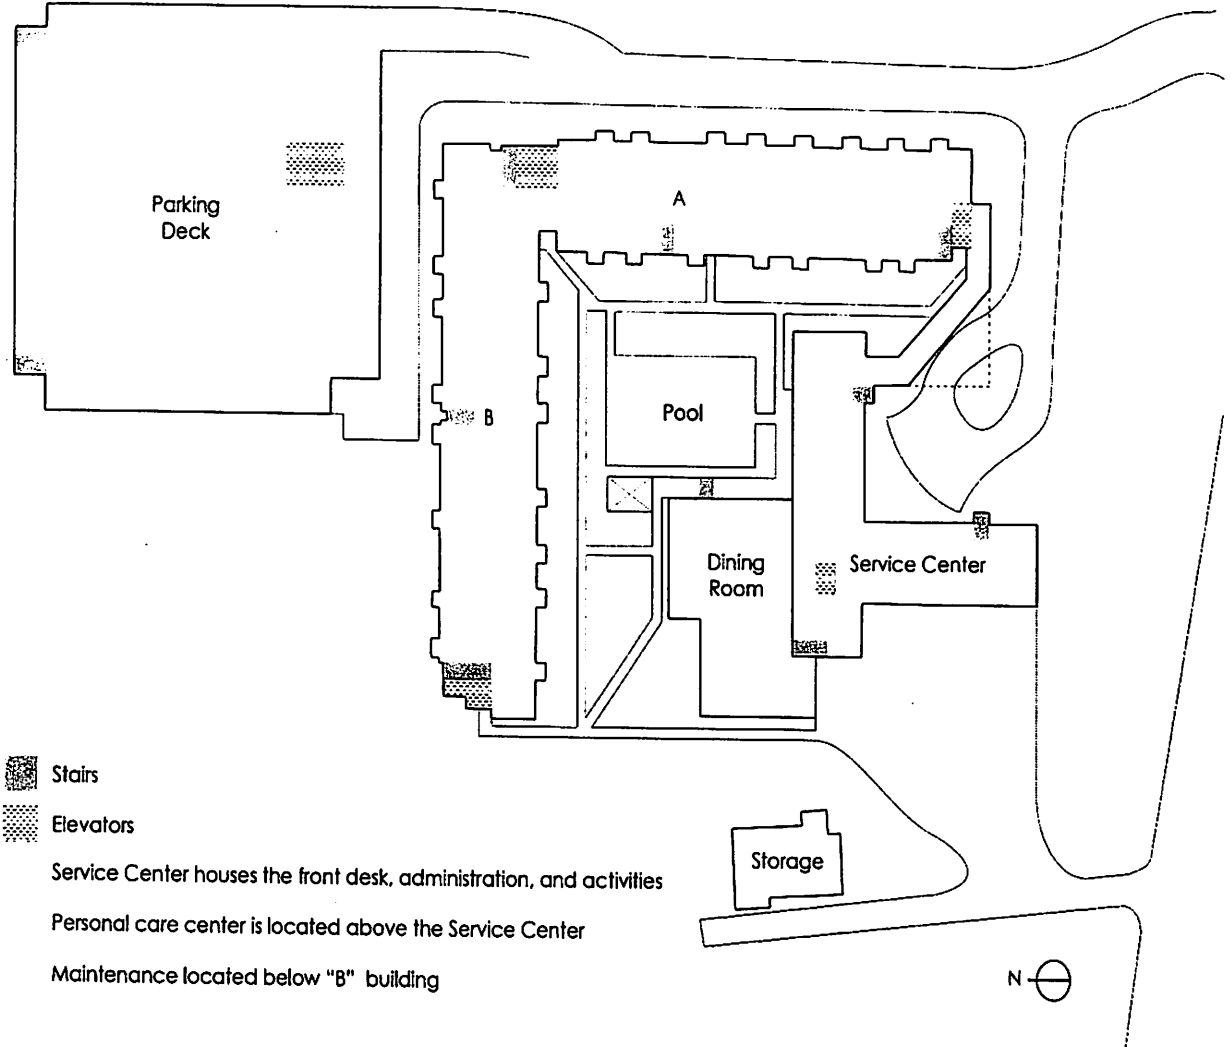 Parking
Deck
A
B
Pool
Dining
Room
Service Center
Stairs
Elevators
Storage
Service Center houses the front desk, administration, and activities
Personal care center is located above the Service Center
Maintenance located below "B" building
N